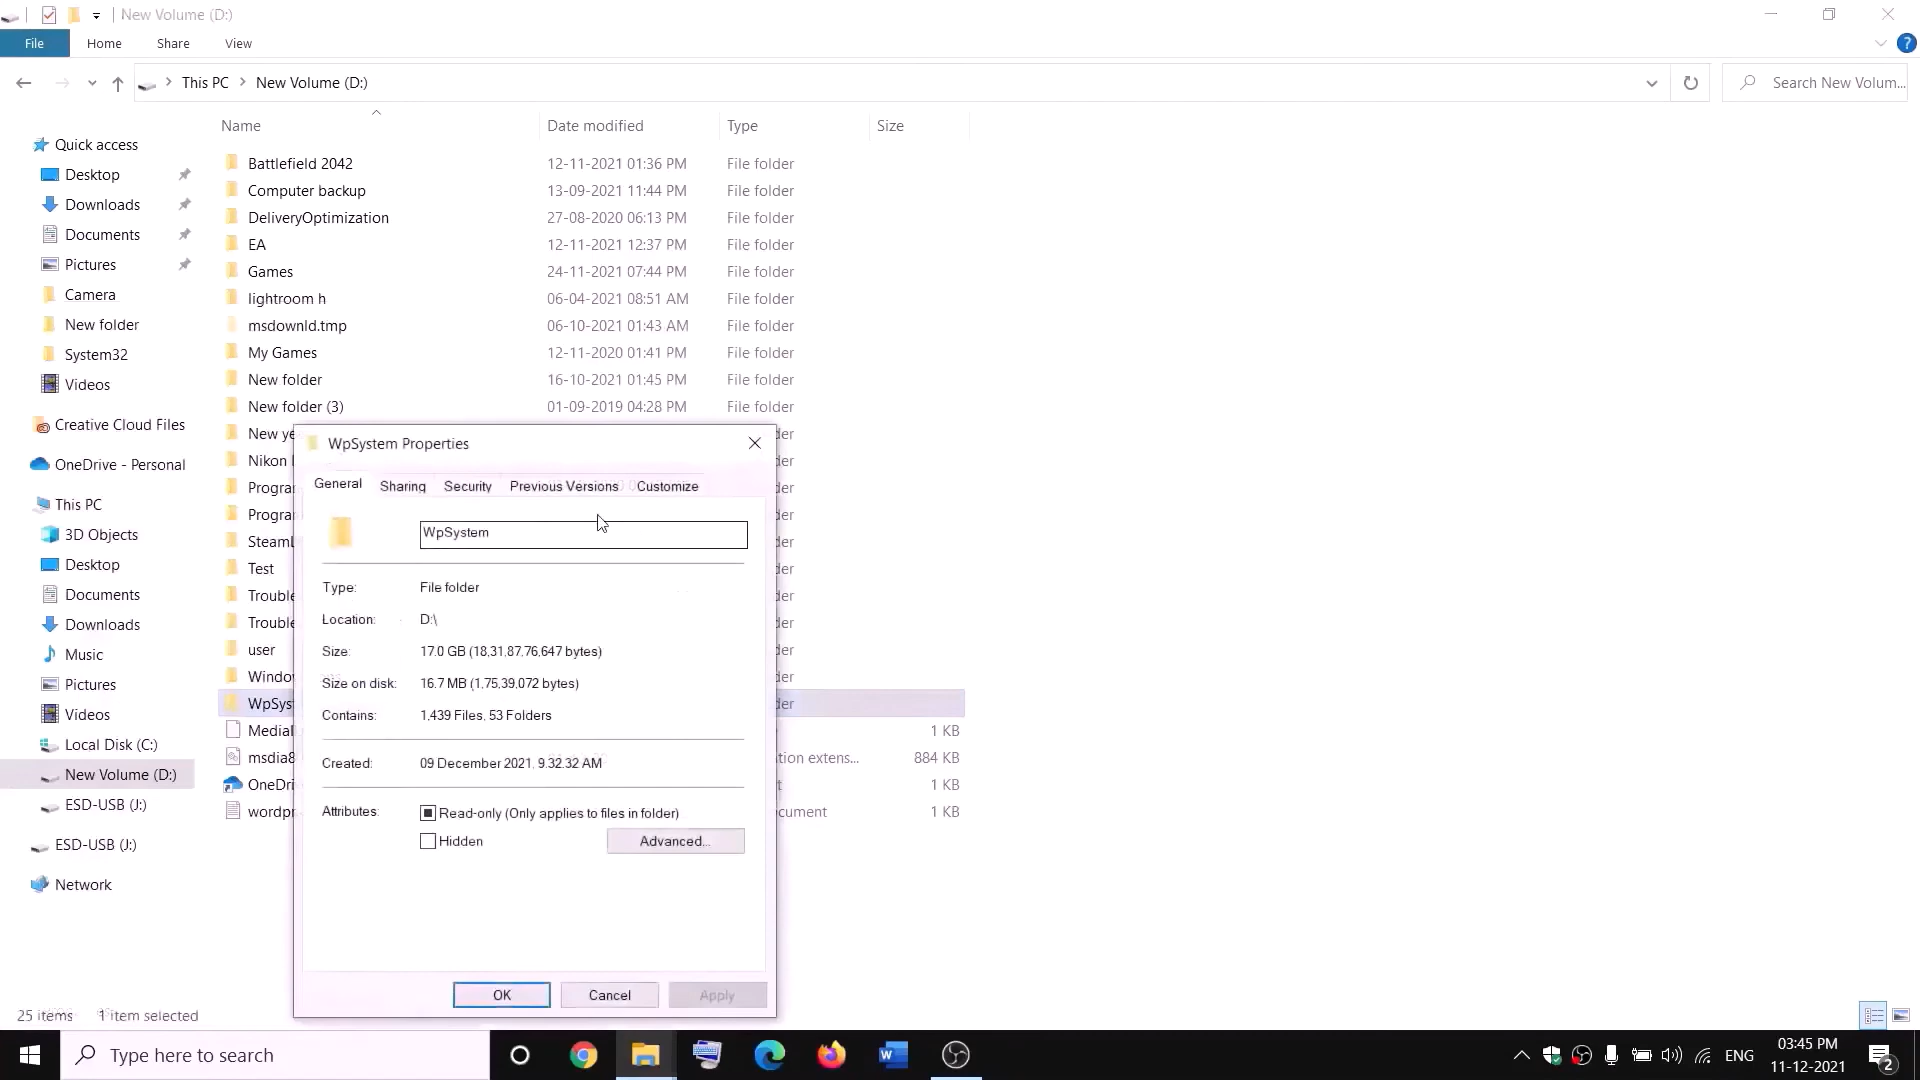 New Volume (D:)
File Home Share View
This PC New Volume (D:) Search New Volum...
Name Date modified Type Size
Quick access
Desktop
Downloads
Documents
Pictures
Camera
New folder
System32
Videos
Creative Cloud Files
OneDrive - Personal
This PC
3D Objects
Desktop
Documents
Downloads
Music
Pictures
Videos
Local Disk (C:)
New Volume (D:)
ESD-USB (J:)
ESD-USB (J:)
Network
Battlefield 2042 12-11-2021 01:36 PM File folder
Computer backup 13-09-2021 11:44 PM File folder
DeliveryOptimization 27-08-2020 06:13 PM File folder
EA 12-11-2021 12:37 PM File folder
Games 24-11-2021 07:44 PM File folder
lightroom h 06-04-2021 08:51 AM File folder
msdownld.tmp 06-10-2021 01:43 AM File folder
My Games 12-11-2020 01:41 PM File folder
New folder 16-10-2021 01:45 PM File folder
New folder (3) 01-09-2019 04:28 PM File folder
New ye der
Nikon der
Progra der
Progra der
Steam der
Test der
Trouble der
Trouble der
user der
Windo der
WpSys der
Media 1 KB
msdia8 tion extens... 884 KB
OneDri t 1 KB
wordp cument 1 KB
WpSystem Properties
General Sharing Security Previous Versions Customize
WpSystem
Type: File folder
Location: D:\
Size: 17.0 GB (18,31,87,76,647 bytes)
Size on disk: 16.7 MB (1,75,39,072 bytes)
Contains: 1,439 Files, 53 Folders
Created: 09 December 2021, 9.32.32 AM
Attributes: Read-only (Only applies to files in folder)
Hidden Advanced...
OK Cancel Apply
25 items 1 item selected
Type here to search
ENG
03:45 PM
11-12-2021
2